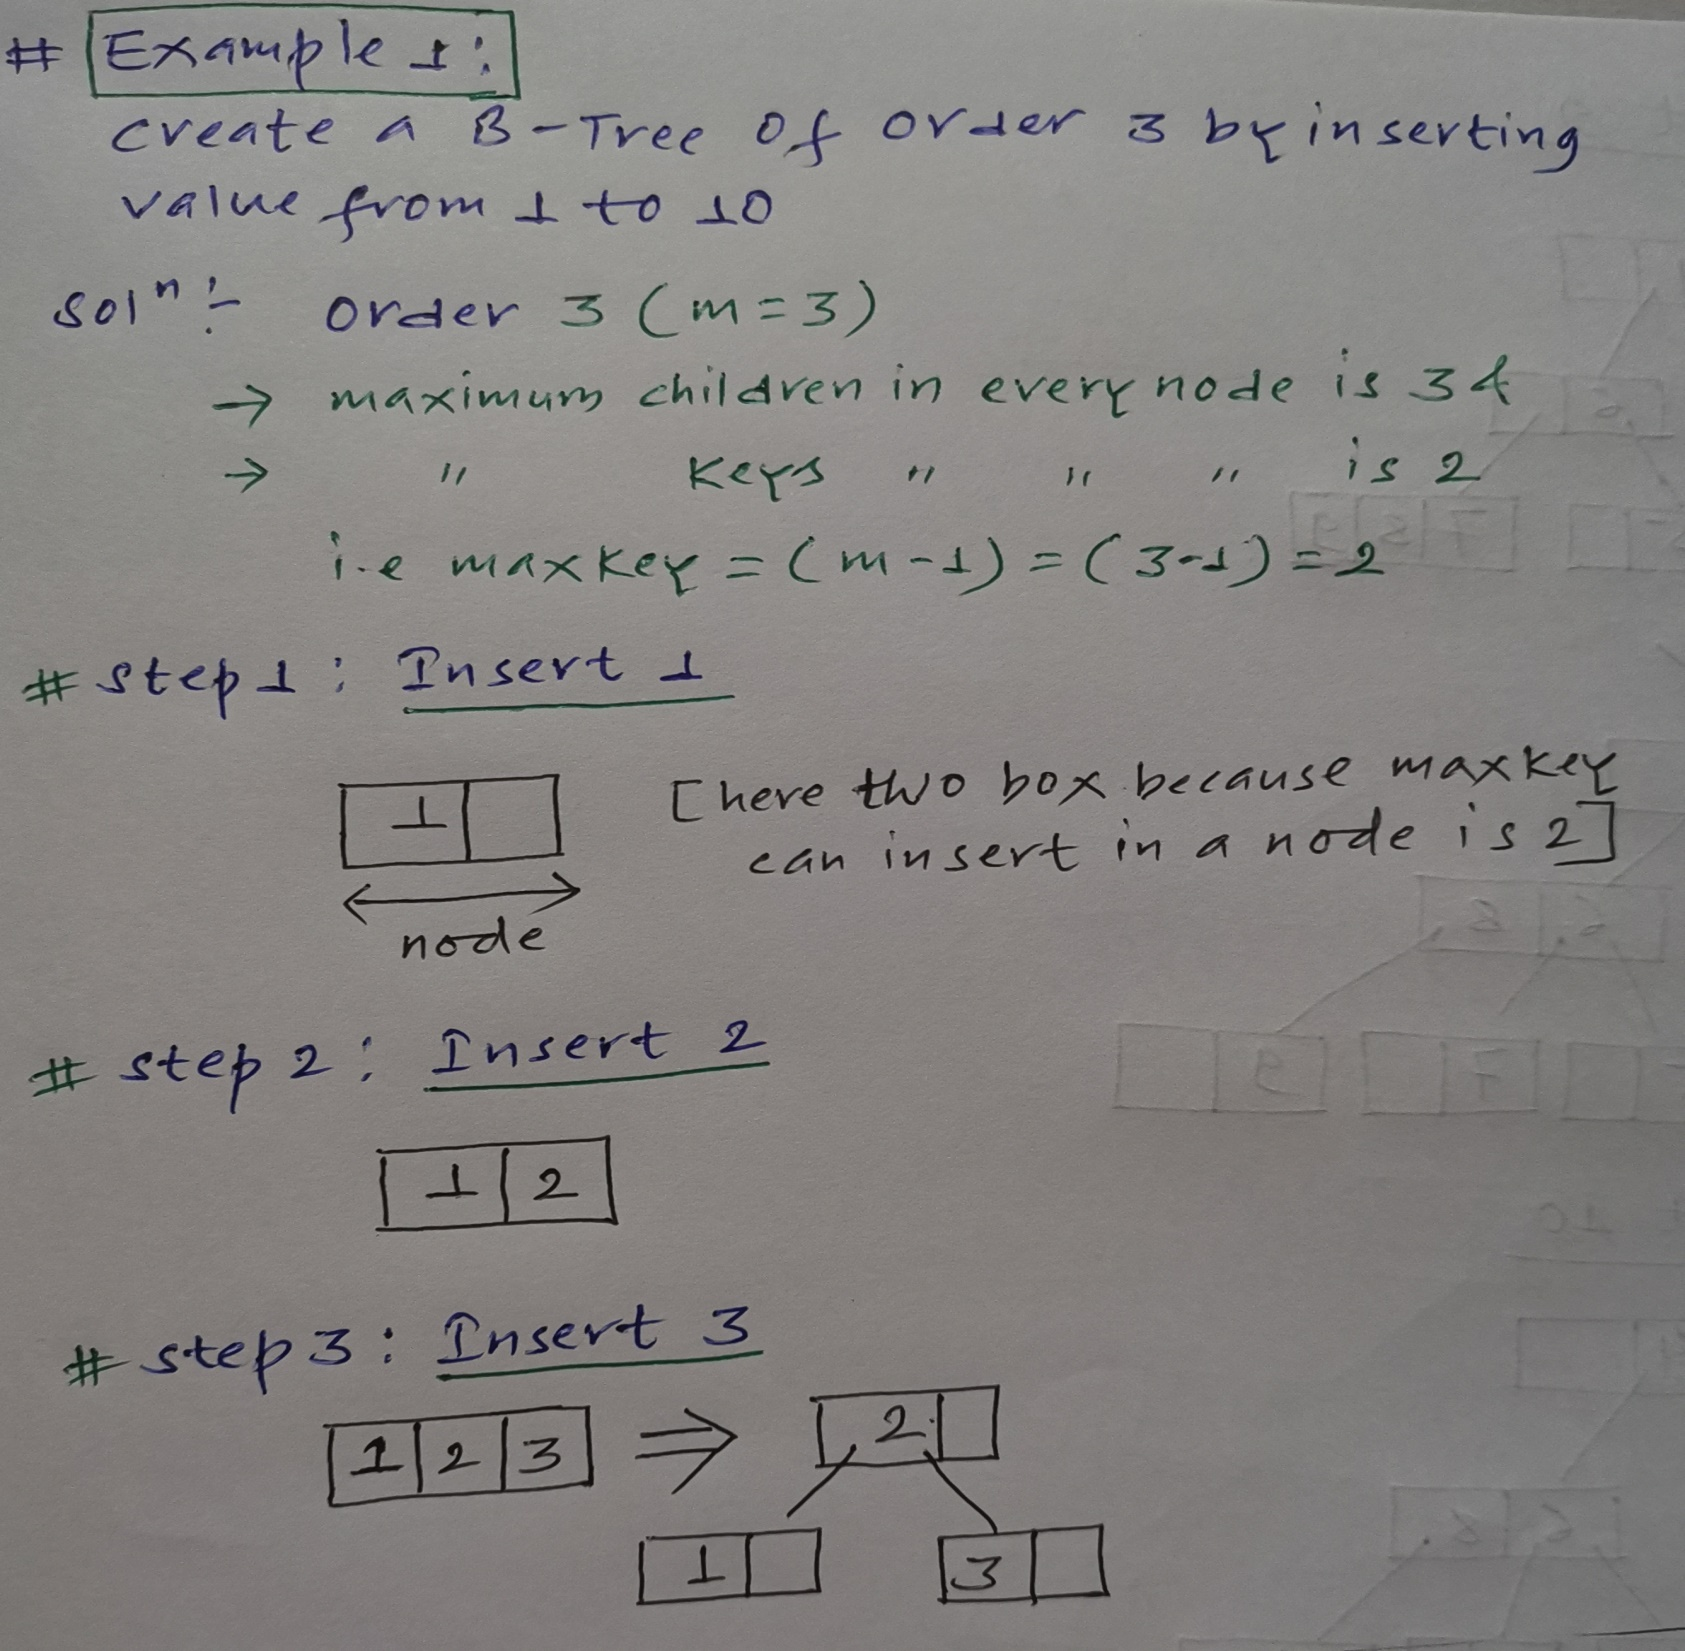 # Example 1:
create a B-Tree of order 3 by inserting
value from 1 to 10
Solⁿ :- order 3 (m=3)
→ maximum children in every node is 3 &
→ " keys " " " is 2
i.e maxkey = (m-1) = (3-1) = 2
# step 1: Insert 1
1
[here two box because maxkey
can insert in a node is 2]
node
# step 2: Insert 2
1 2
# step 3: Insert 3
1 2 3 ⇒ 2
1 3